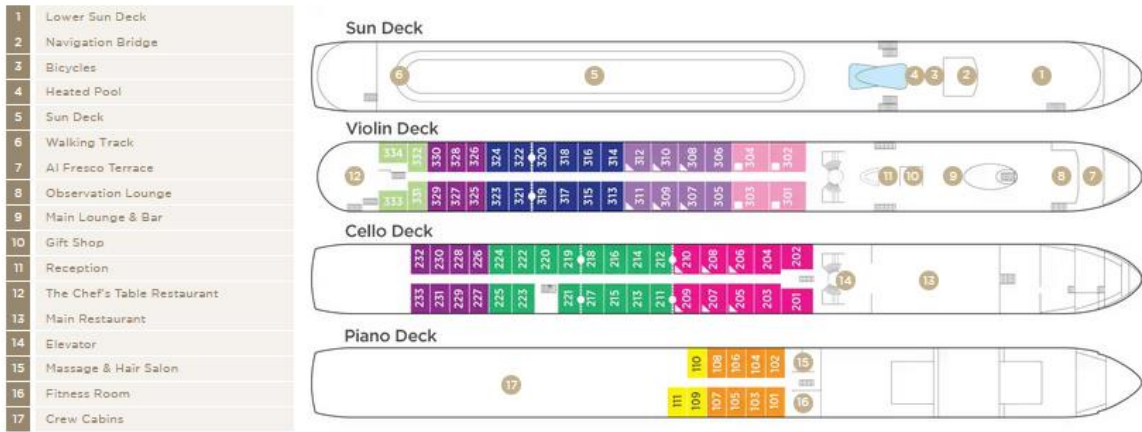 1 Lower Sun Deck
2 Navigation Bridge
3 Bicycles
4 Heated Pool
5 Sun Deck
6 Walking Track
7 Al Fresco Terrace
8 Observation Lounge
9 Main Lounge & Bar
10 Gift Shop
11 Reception
12 The Chef's Table Restaurant
13 Main Restaurant
14 Elevator
15 Massage & Hair Salon
16 Fitness Room
17 Crew Cabins
Sun Deck
6 5 4 3 2 1
Violin Deck
334 332 330 328 326 324 322 320 318 316 314 312 310 308 306 304 302
12 11 10 9 8 7
333 331 329 327 325 323 321 319 317 315 313 311 309 307 305 303 301
Cello Deck
232 230 228 226 224 222 220 219 218 216 214 212 210 208 206 204 202
14 13
233 231 229 227 225 223 221 217 215 213 211 209 207 205 203 201
Piano Deck
110 108 106 104 102 15
17
111 109 107 105 103 101 16